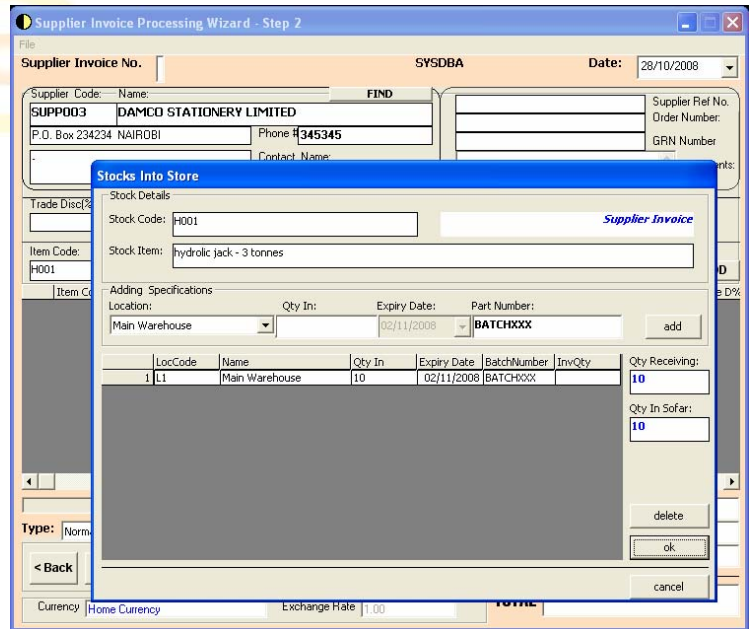 Supplier Invoice Processing Wizard - Step 2
File
Supplier Invoice No. SYSDBA Date: 28/10/2008
Supplier Code: Name: FIND
SUPP003 DAMCO STATIONERY LIMITED
P.O. Box 234234 NAIROBI Phone # 345345
-
Contact Name:
Supplier Ref No.
Order Number:
GRN Number
Trade Disc(%
Item Code:
H001
Stocks Into Store
Stock Details
Stock Code: H001 Supplier Invoice
Stock Item: hydrolic jack - 3 tonnes
Adding Specifications
Location: Qty In: Expiry Date: Part Number:
Main Warehouse 02/11/2008 BATCHXXX add
LocCode Name Qty In Expiry Date BatchNumber InvQty
1 L1 Main Warehouse 10 02/11/2008 BATCHXXX
Qty Receiving:
10
Qty In Sofar:
10
delete
ok
cancel
Type:
< Back
Currency Home Currency Exchange Rate 1.00 TOTAL